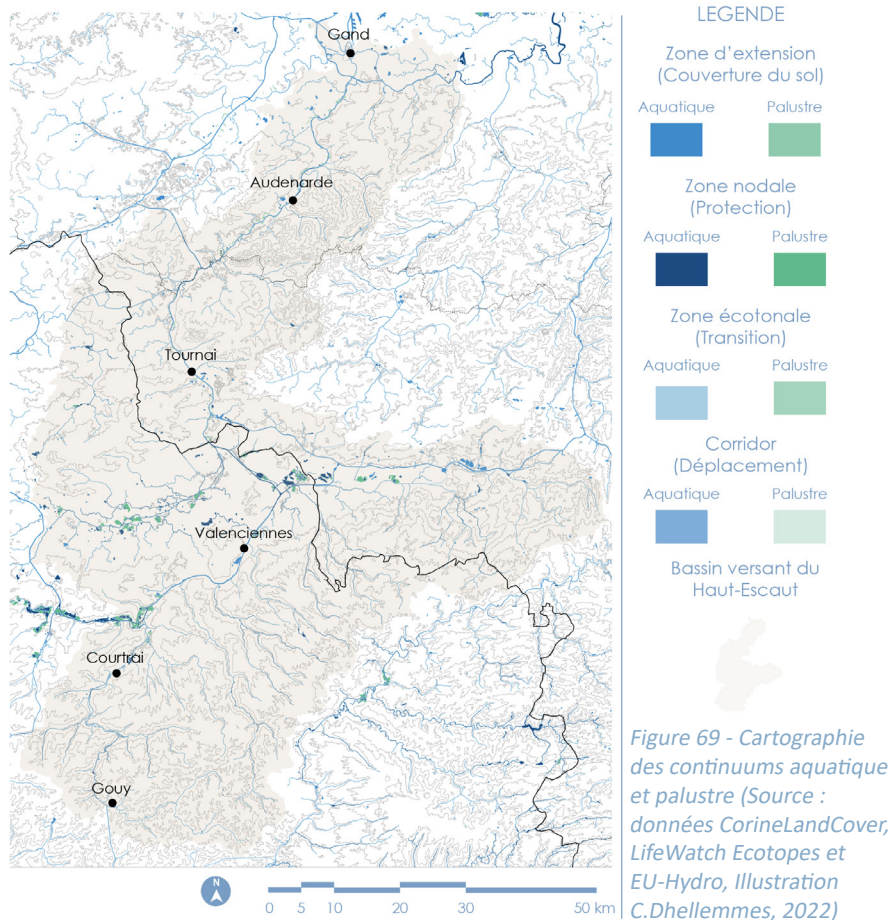 Gand
Audenarde
Tournai
Valenciennes
Courtrai
Gouy
N
0 5 10 20 30 50 km
LEGENDE
Zone d'extension
(Couverture du sol)
Aquatique Palustre
Zone nodale
(Protection)
Aquatique Palustre
Zone écotonale
(Transition)
Aquatique Palustre
Corridor
(Déplacement)
Aquatique Palustre
Bassin versant du
Haut-Escaut
Figure 69 - Cartographie
des continuums aquatique
et palustre (Source :
données CorineLandCover,
LifeWatch Ecotopes et
EU-Hydro, Illustration
C.Dhellemmes, 2022)